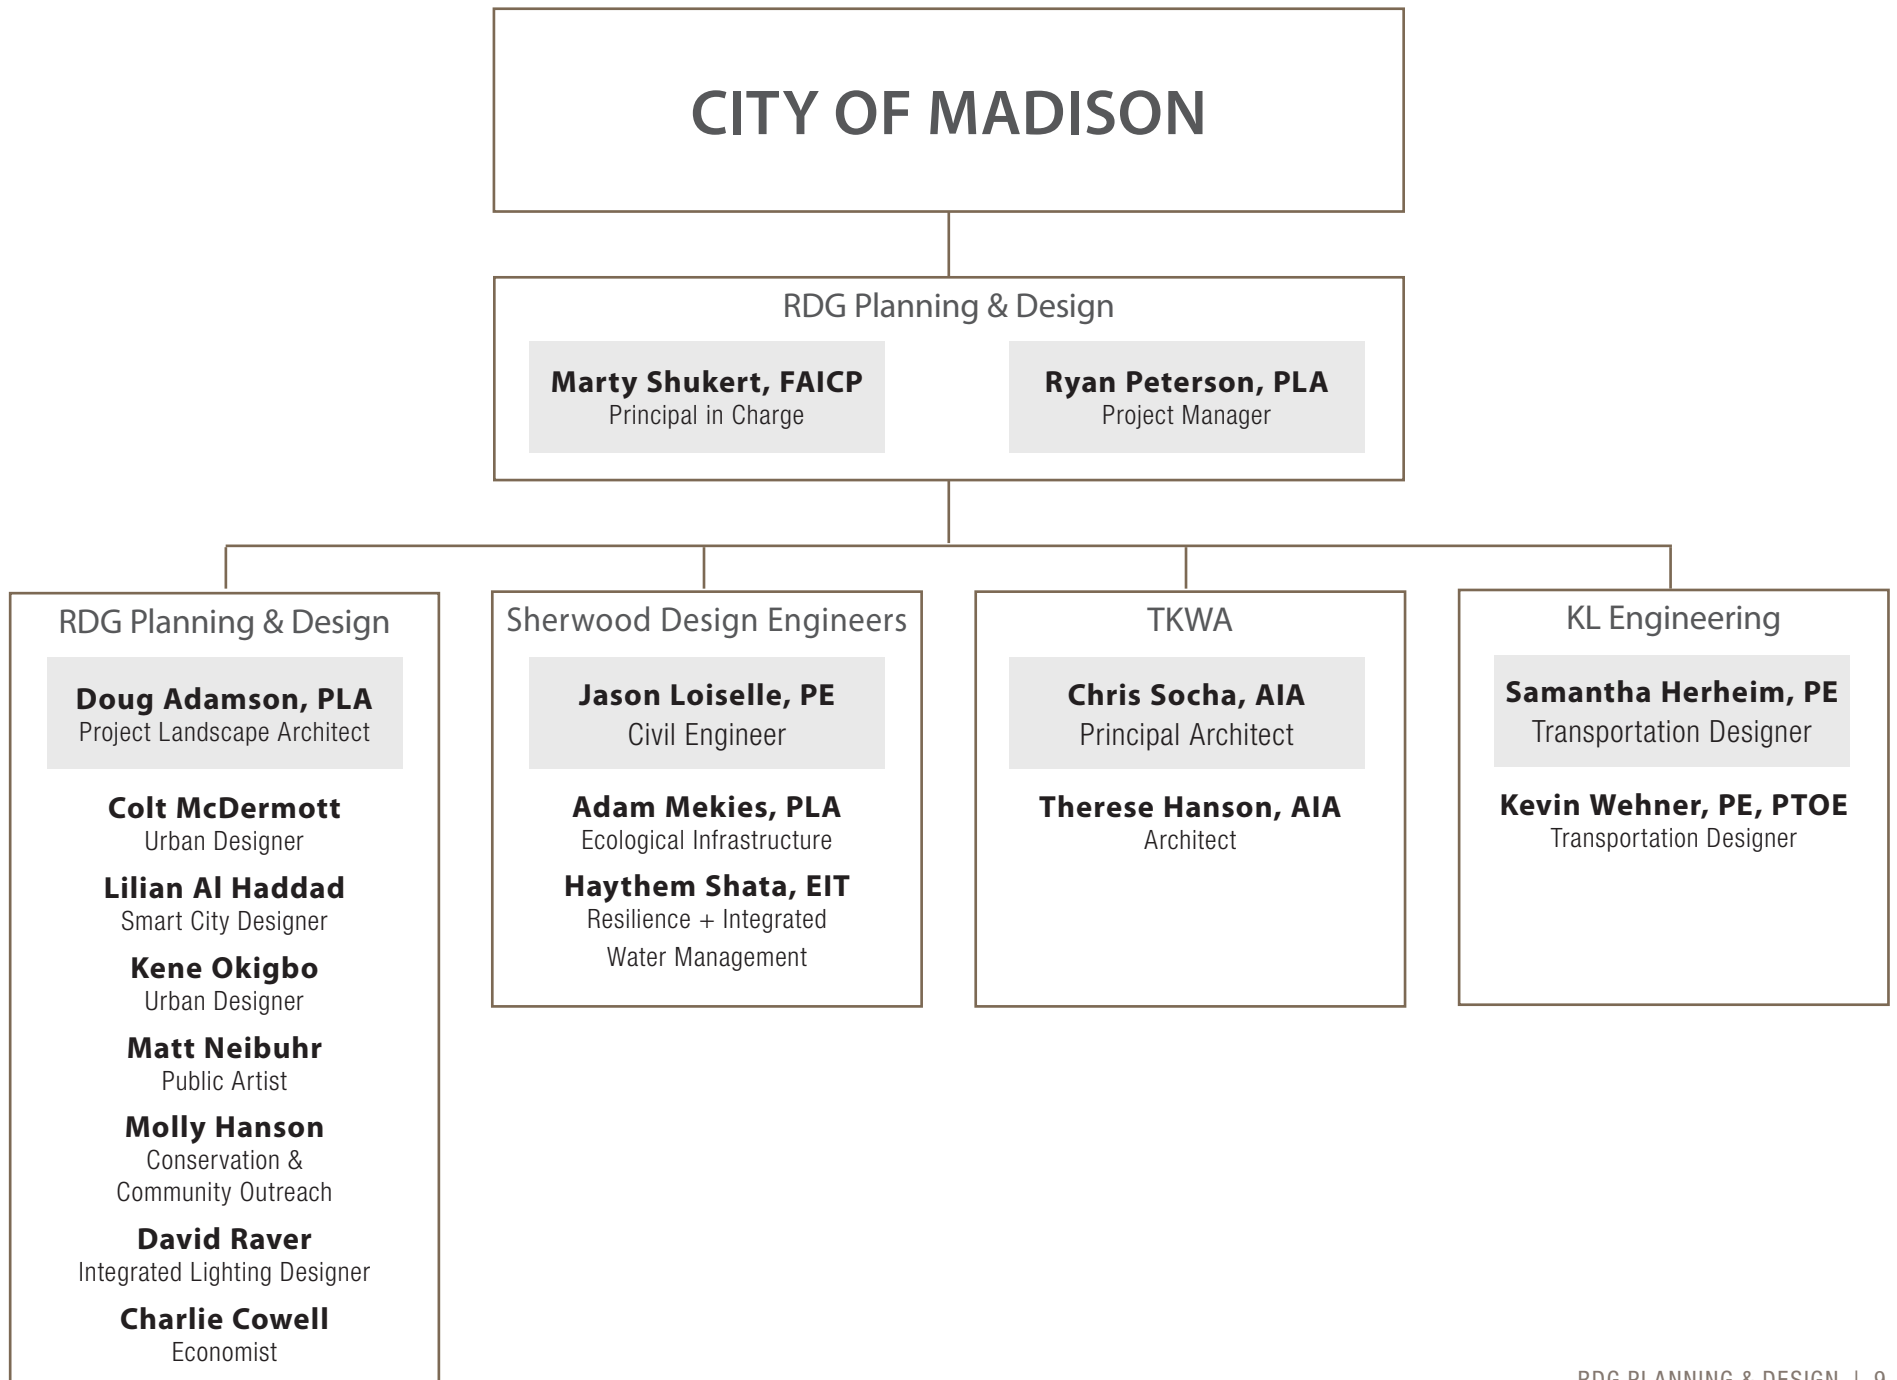 CITY OF MADISON
RDG Planning & Design
Marty Shukert, FAICP
Principal in Charge
Ryan Peterson, PLA
Project Manager
RDG Planning & Design
Doug Adamson, PLA
Project Landscape Architect
Colt McDermott
Urban Designer
Lilian Al Haddad
Smart City Designer
Kene Okigbo
Urban Designer
Matt Neibuhr
Public Artist
Molly Hanson
Conservation &
Community Outreach
David Raver
Integrated Lighting Designer
Charlie Cowell
Economist
Sherwood Design Engineers
Jason Loiselle, PE
Civil Engineer
Adam Mekies, PLA
Ecological Infrastructure
Haythem Shata, EIT
Resilience + Integrated
Water Management
TKWA
Chris Socha, AIA
Principal Architect
Therese Hanson, AIA
Architect
KL Engineering
Samantha Herheim, PE
Transportation Designer
Kevin Wehner, PE, PTOE
Transportation Designer
RDG PLANNING & DESIGN | 9